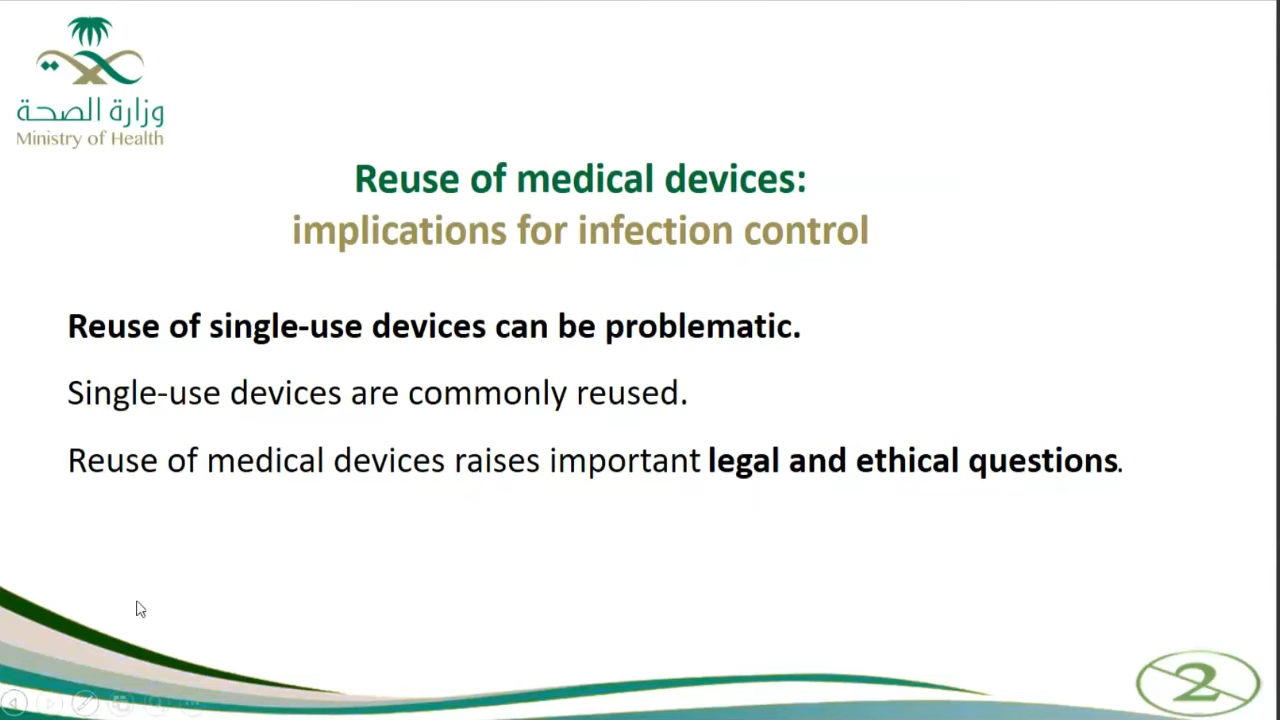 وزارة الصحة
Ministry of Health
Reuse of medical devices:
implications for infection control
Reuse of single-use devices can be problematic.
Single-use devices are commonly reused.
Reuse of medical devices raises important legal and ethical questions.
2